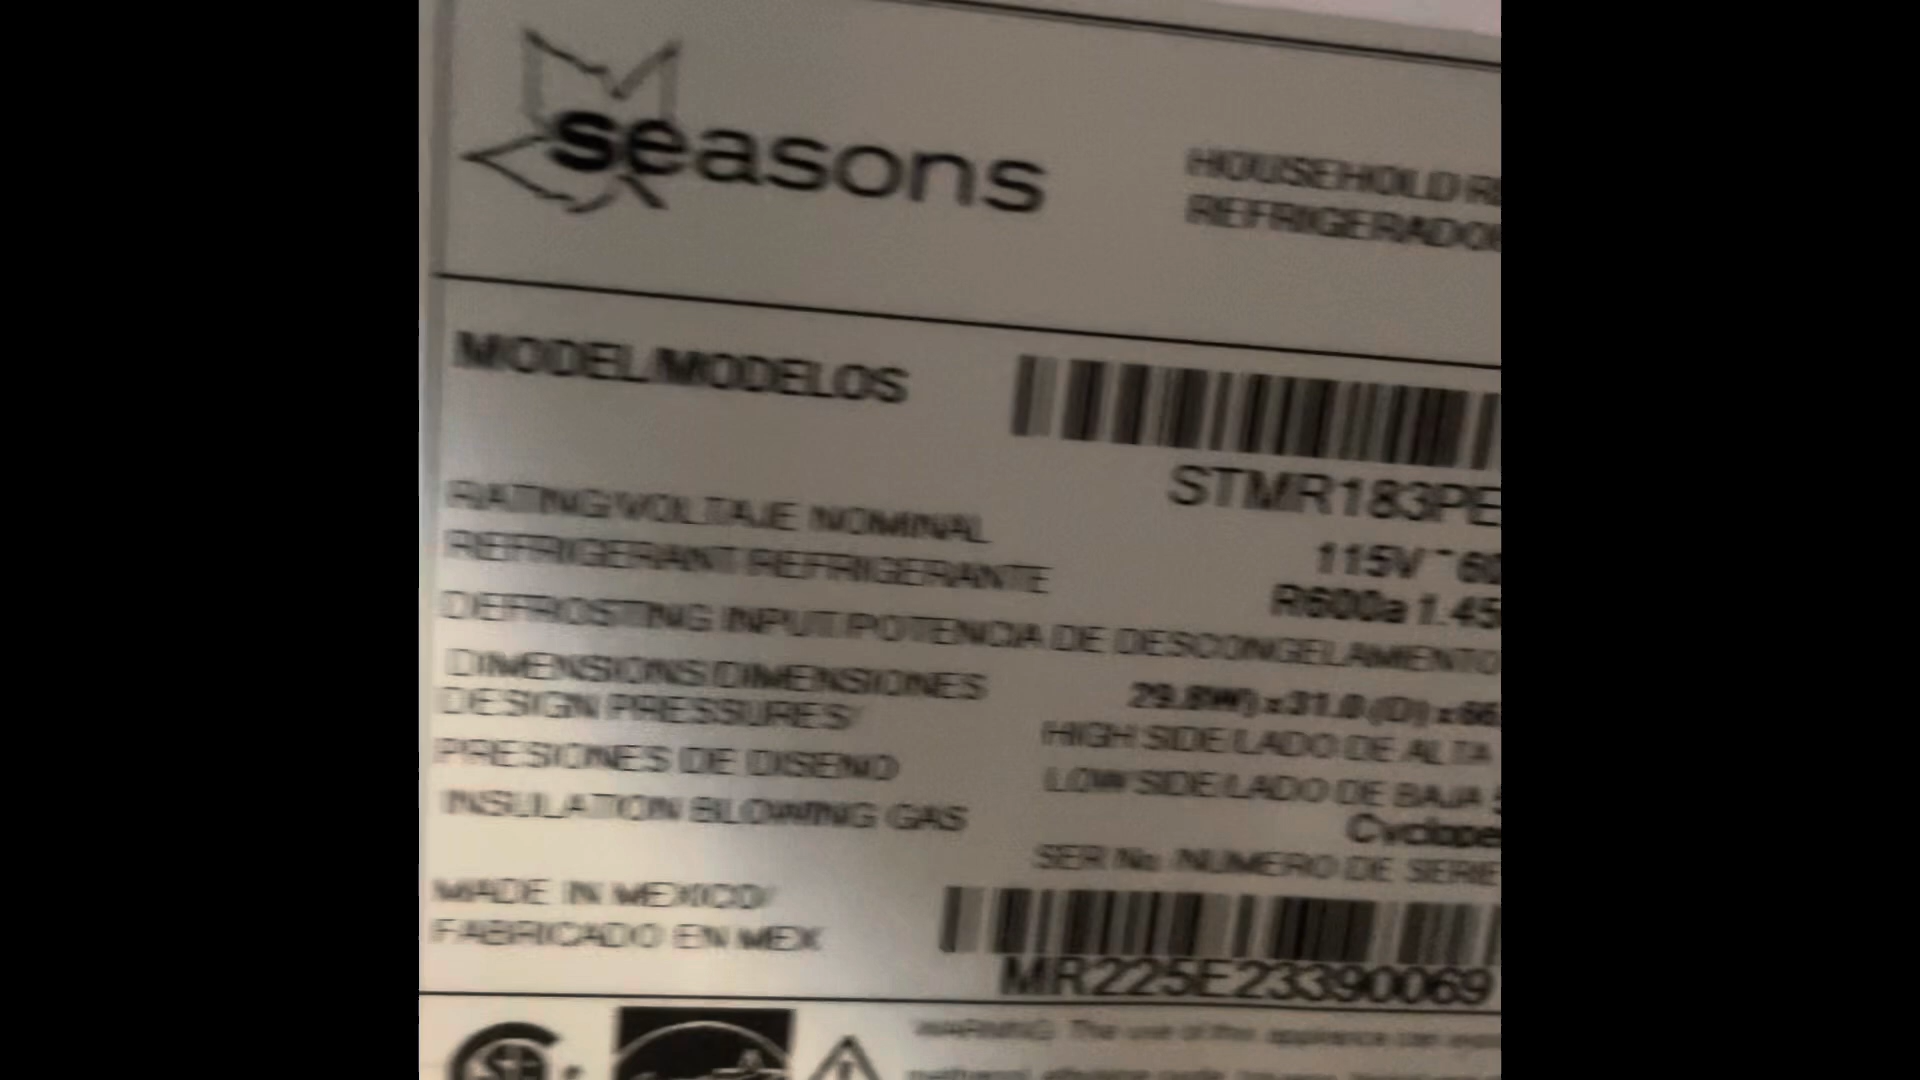 seasons
HOUSEHOLD
REFRIGERADO
MODEL/MODELOS
STMR183PE
RATING/VOLTAJE NOMINAL
115V~60
REFRIGERANT/REFRIGERANTE
R600a 1.45
DEFROSTING INPUT/POTENCIA DE DESCONGELAMIENTO
DIMENSIONS/DIMENSIONES
29.8(W) x 31.0 (D) x 66
DESIGN PRESSURES/
HIGH SIDE/LADO DE ALTA
PRESIONES DE DISENO
LOW SIDE/LADO DE BAJA
INSULATION BLOWING GAS
Cyclope
SER No /NUMERO DE SERIE
MADE IN MEXICO/
FABRICADO EN MEX
MR225E23390069
WARNING: The use of this appliance can